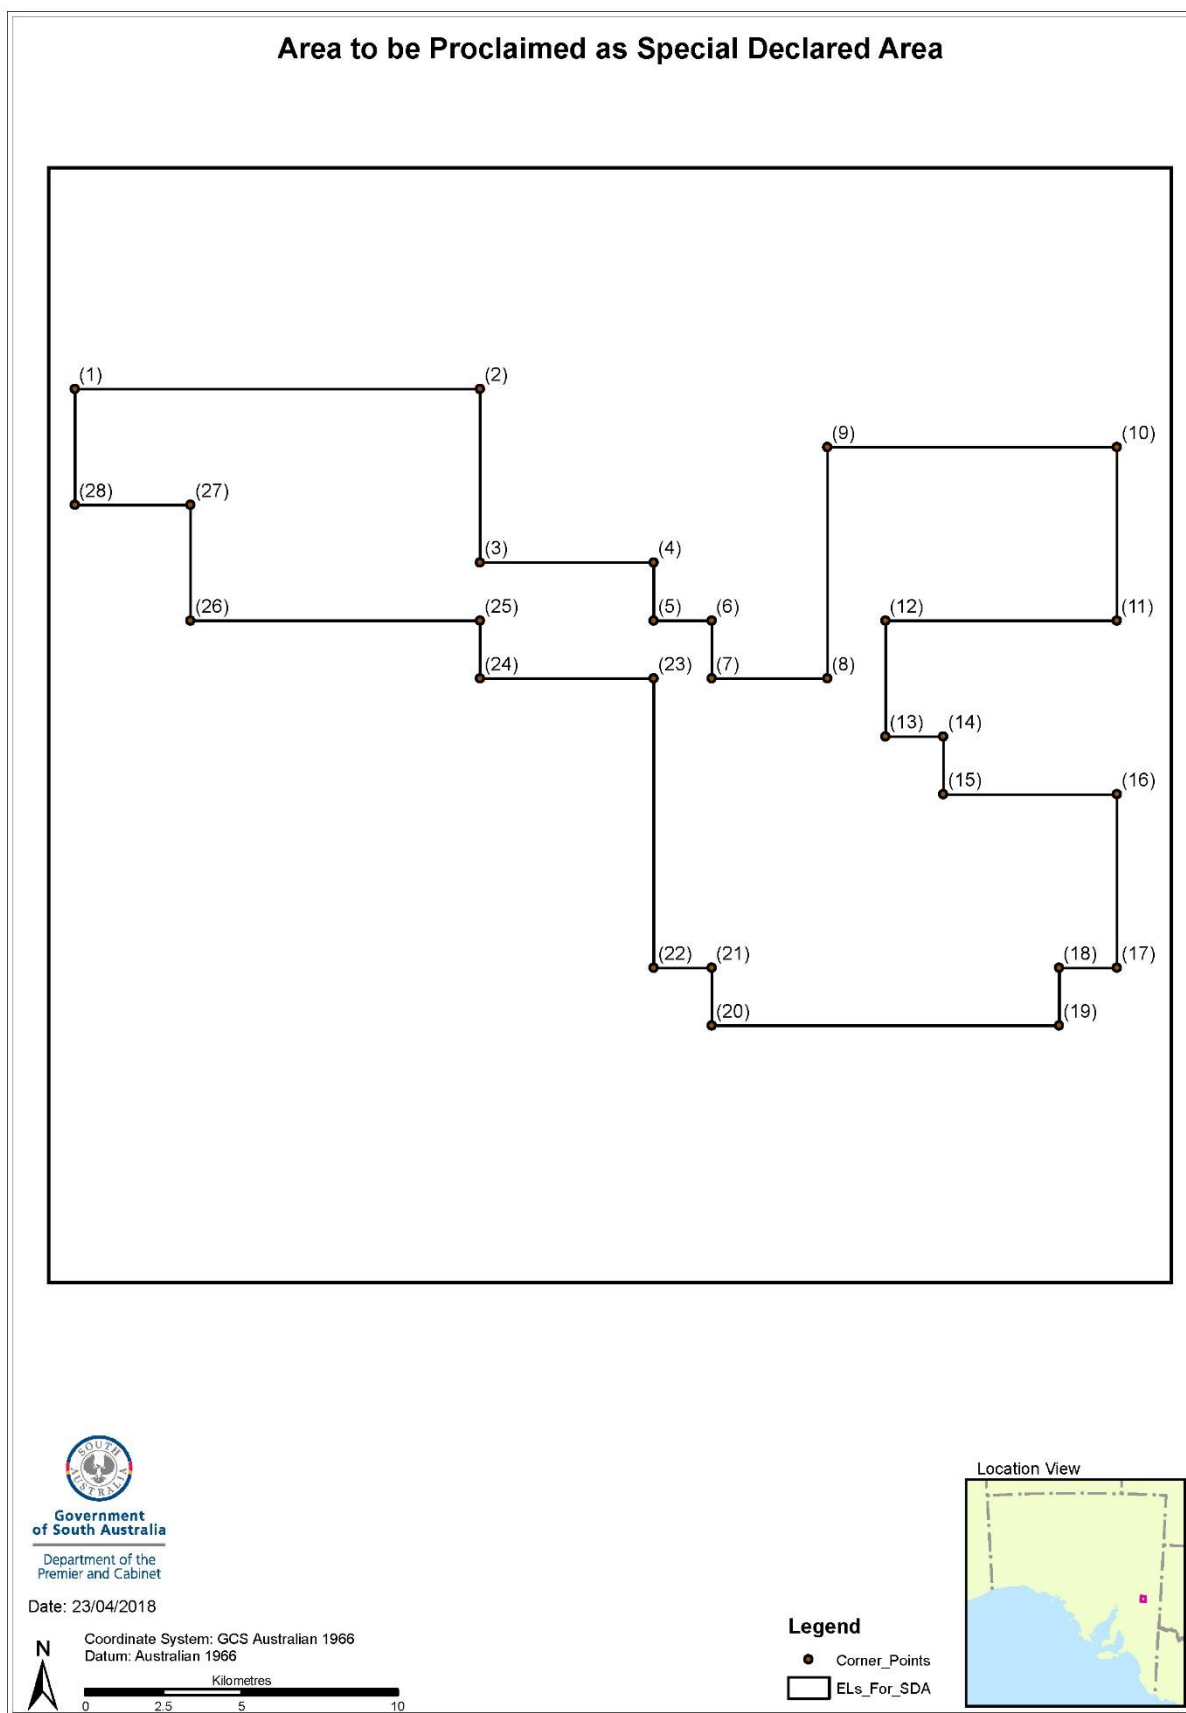 Area to be Proclaimed as Special Declared Area
(1)
(2)
(9)
(10)
(28)
(27)
(3)
(4)
(26)
(25)
(5)
(6)
(12)
(11)
(24)
(23)
(7)
(8)
(13)
(14)
(15)
(16)
(22)
(21)
(18)
(17)
(20)
(19)
SOUTH
AUSTRALIA
Government
of South Australia
Department of the
Premier and Cabinet
Date: 23/04/2018
N
Coordinate System: GCS Australian 1966
Datum: Australian 1966
Kilometres
0 2.5 5 10
Legend
Corner_Points
ELs_For_SDA
Location View